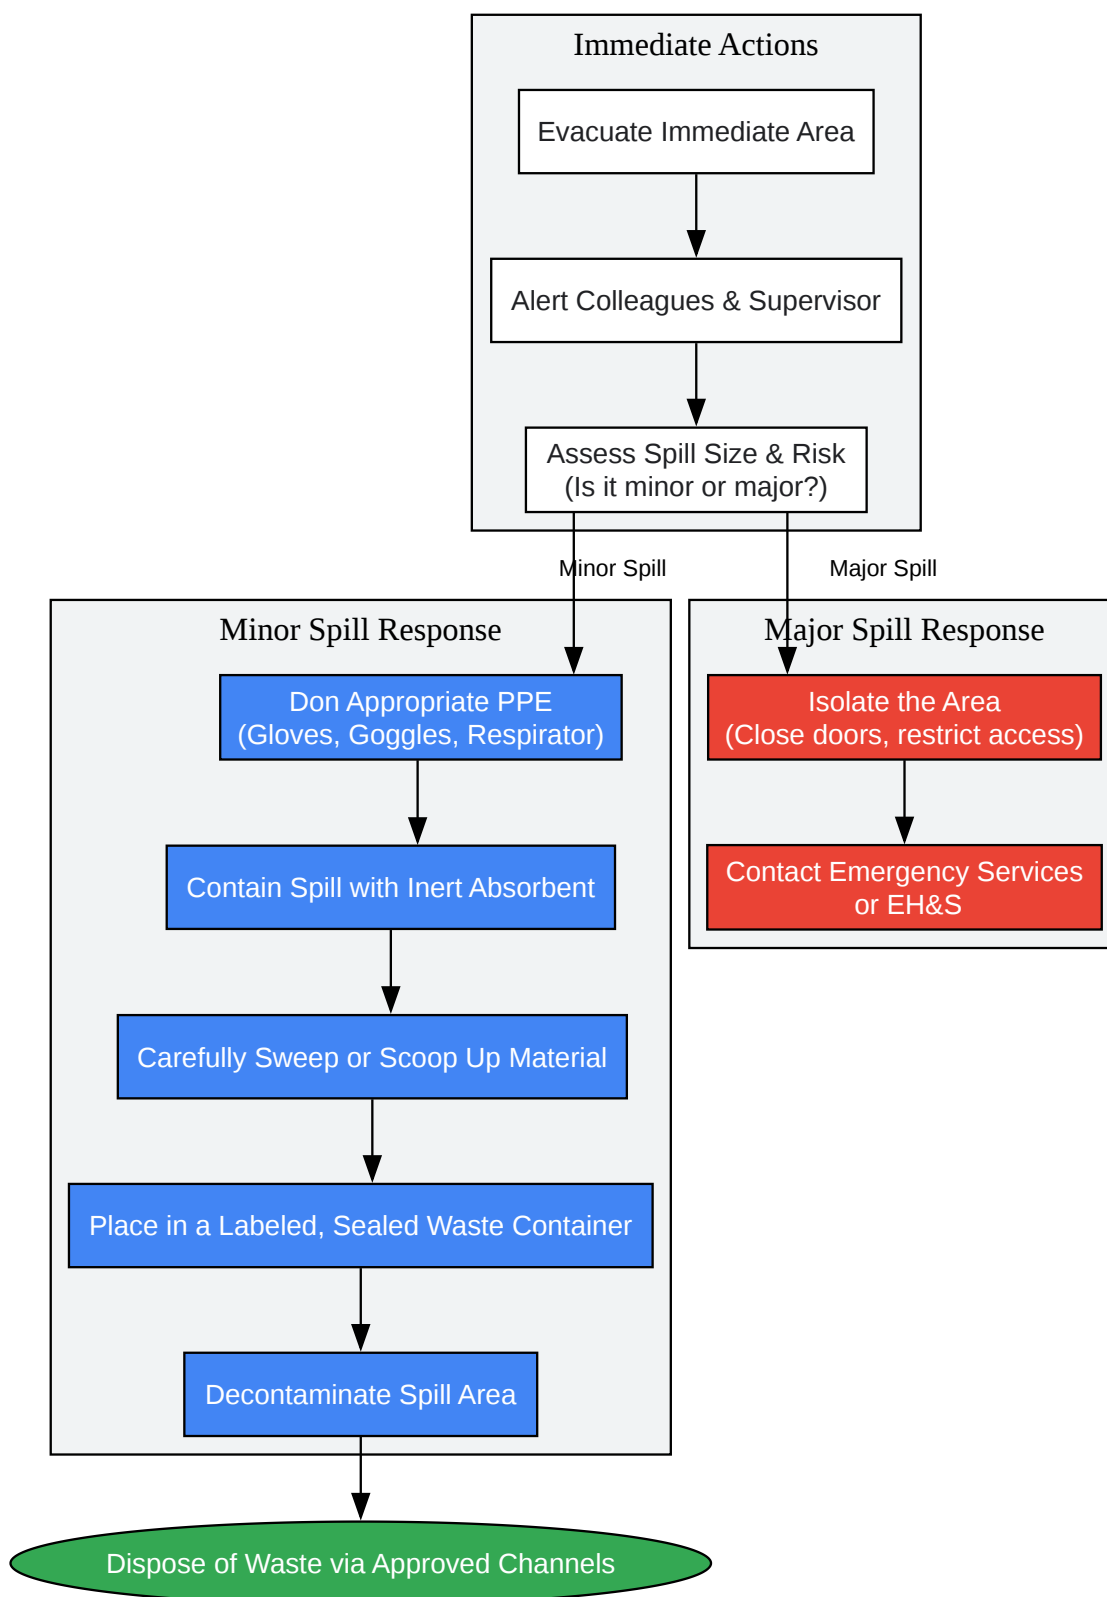 Immediate Actions
Evacuate Immediate Area
Alert Colleagues & Supervisor
Assess Spill Size & Risk
(Is it minor or major?)
Minor Spill
Major Spill
Minor Spill Response
Don Appropriate PPE
(Gloves, Goggles, Respirator)
Contain Spill with Inert Absorbent
Carefully Sweep or Scoop Up Material
Place in a Labeled, Sealed Waste Container
Decontaminate Spill Area
Major Spill Response
Isolate the Area
(Close doors, restrict access)
Contact Emergency Services
or EH&S
Dispose of Waste via Approved Channels